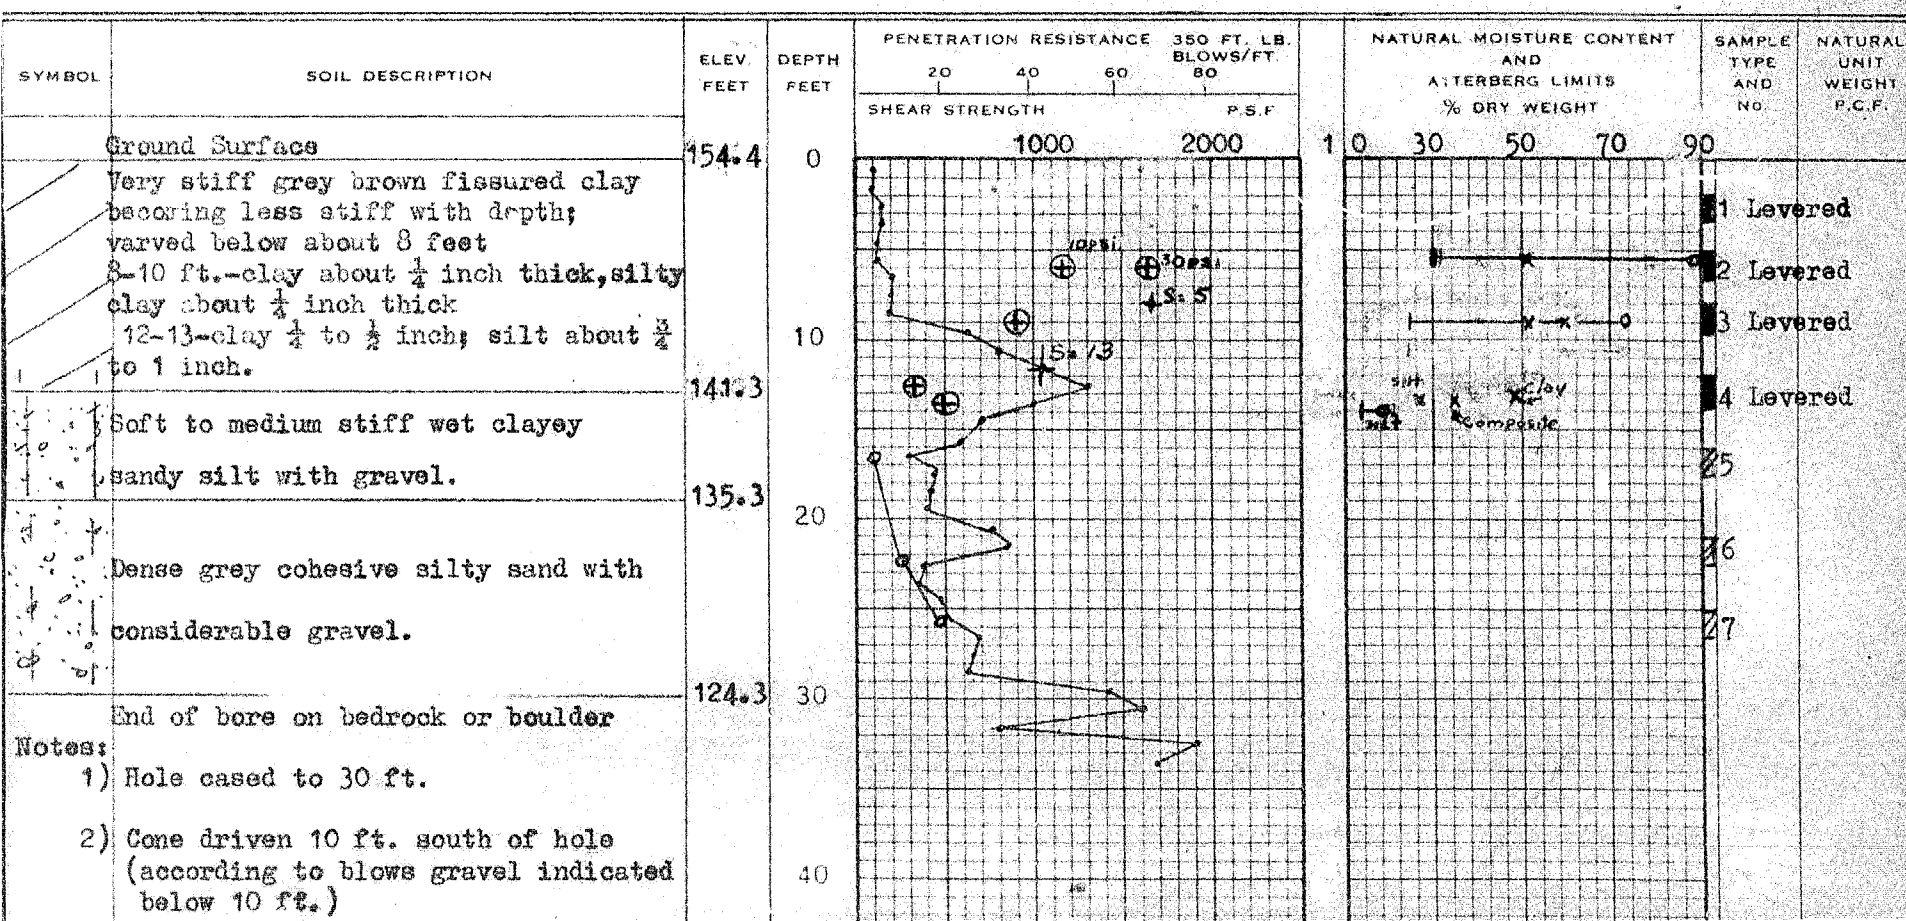 SYMBOL
SOIL DESCRIPTION
ELEV.
FEET
DEPTH
FEET
PENETRATION RESISTANCE 350 FT. LB.
BLOWS/FT.
20 40 60 80
SHEAR STRENGTH P.S.F
1000 2000
NATURAL MOISTURE CONTENT
AND
ATTERBERG LIMITS
% DRY WEIGHT
10 30 50 70 90
SAMPLE
TYPE
AND
NO.
NATURAL
UNIT
WEIGHT
P.C.F.
Ground Surface
154.4 0
Very stiff grey brown fissured clay
becoming less stiff with depth;
varved below about 8 feet
8-10 ft.-clay about ¼ inch thick, silty
clay about ¼ inch thick
12-13-clay ¼ to ½ inch; silt about ¾
to 1 inch.
141.3
10
Soft to medium stiff wet clayey
sandy silt with gravel.
135.3
20
Dense grey cohesive silty sand with
considerable gravel.
124.3 30
End of bore on bedrock or boulder
Notes:
1) Hole cased to 30 ft.
2) Cone driven 10 ft. south of hole
(according to blows gravel indicated
below 10 ft.)
40
10psi
30psi
S= 5
S= 13
silt
clay
silt
Composite
1 Levered
2 Levered
3 Levered
4 Levered
5
6
7